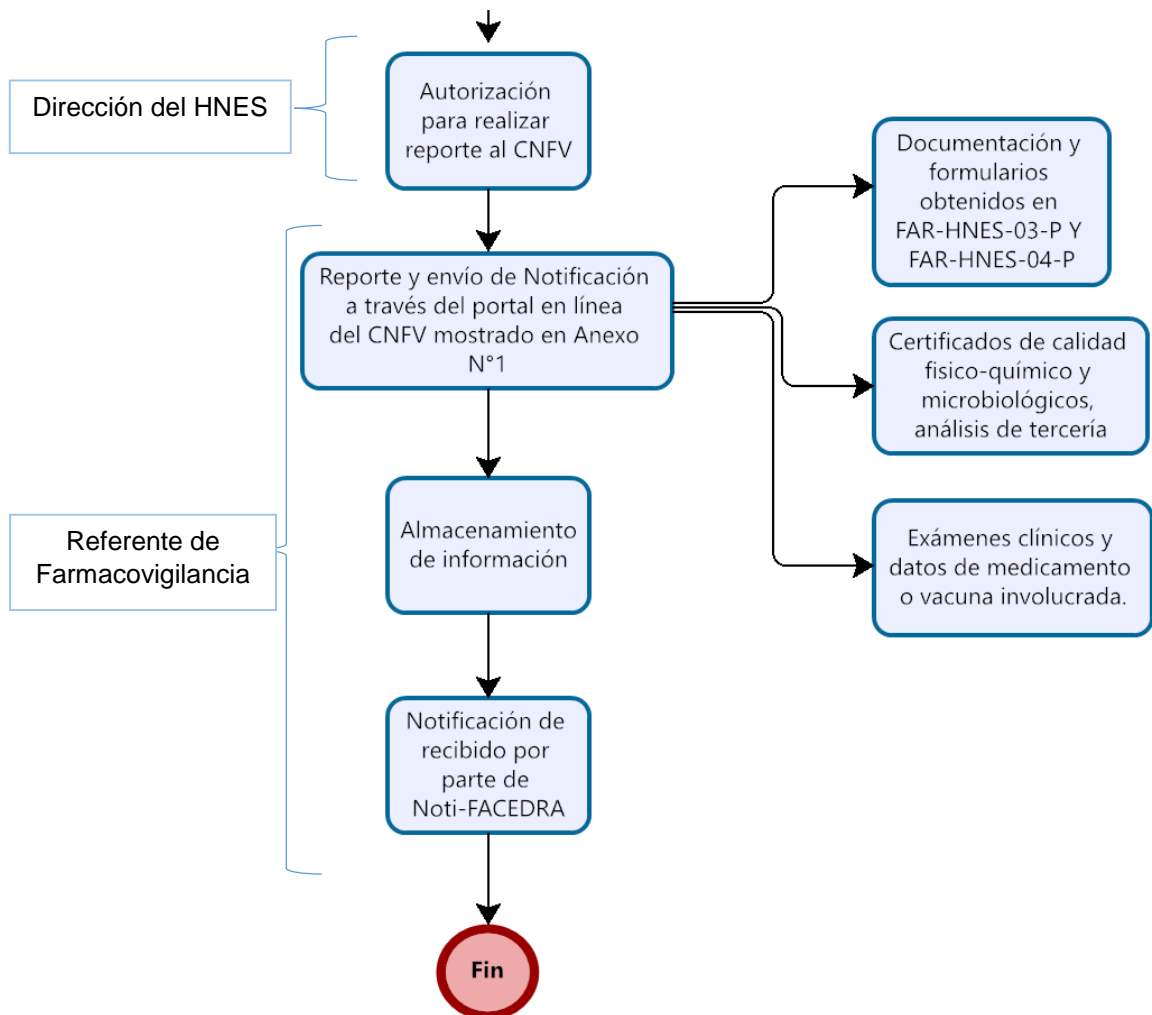 Dirección del HNES
Autorización
para realizar
reporte al CNFV
Documentación y
formularios
obtenidos en
FAR-HNES-03-P Y
FAR-HNES-04-P
Reporte y envío de Notificación
a través del portal en línea
del CNFV mostrado en Anexo
N°1
Certificados de calidad
fisico-químico y
microbiológicos,
análisis de tercería
Referente de
Farmacovigilancia
Almacenamiento
de información
Exámenes clínicos y
datos de medicamento
o vacuna involucrada.
Notificación de
recibido por
parte de
Noti-FACEDRA
Fin